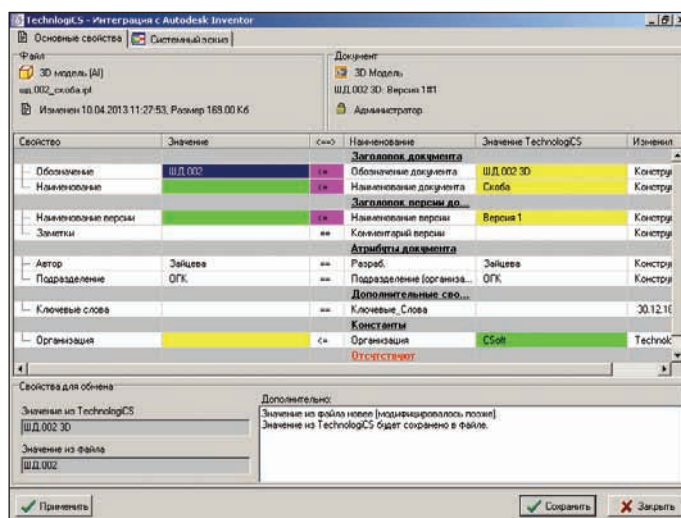 TechnologiCS - Интеграция с Autodesk Inventor
Основные свойства Системный эскиз
Файл
3D модель (AI)
шд.002_скоба.ipt
Изменен 10.04.2013 11:27:53, Размер 169.00 Кб
Документ
3D Модель
ШД.002 3D: Версия 1#1
Администратор
Свойство Значение <==> Наименование Значение TechnologiCS Изменил
Заголовок документа
Обозначение ШД.002 <= Обозначение документа ШД.002 3D Констру
Наименование <= Наименование документа Скоба Констру
Заголовок версии до...
Наименование версии <= Наименование версии Версия 1 Констру
Заметки == Комментарий версии Констру
Атрибуты документа
Автор Зайцева == Разраб. Зайцева Констру
Подразделение ОГК == Подразделение (организа... ОГК Констру
Дополнительные сво...
Ключевые слова == Ключевые_Слова 30.12.18
Константы
Организация <= Организация CSoft Technolo
Отсутствуют
Свойства для обмена
Значение из TechnologiCS
ШД.002 3D
Значение из файла
ШД.002
Дополнительно:
Значение из файла новее (модифицировалось позже).
Значение из TechnologiCS будет сохранено в файле.
Применить Сохранить Закрыть